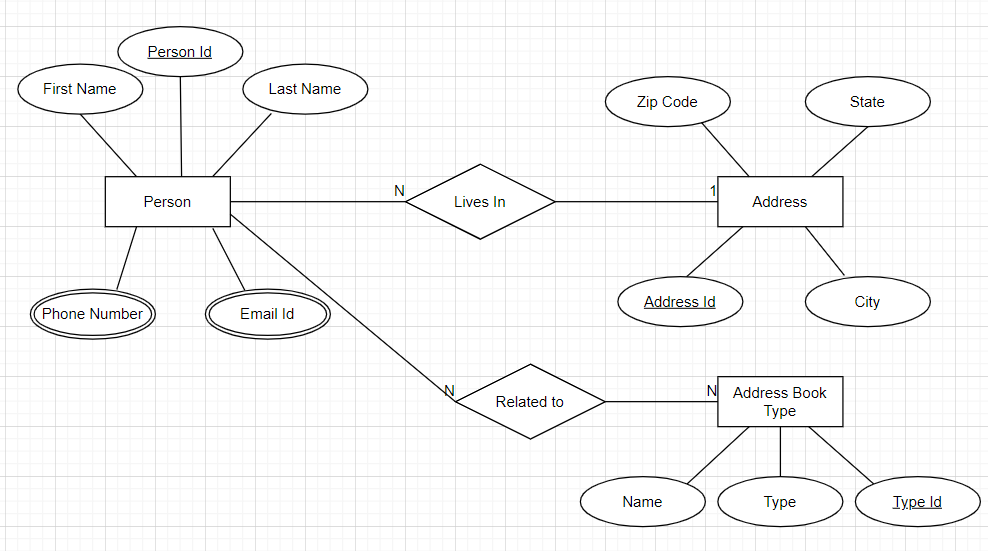 Person Id
First Name
Last Name
Zip Code
State
N
1
Person
Lives In
Address
Address Id
City
Phone Number
Email Id
N
N
Related to
Address Book
Type
Name
Type
Type Id